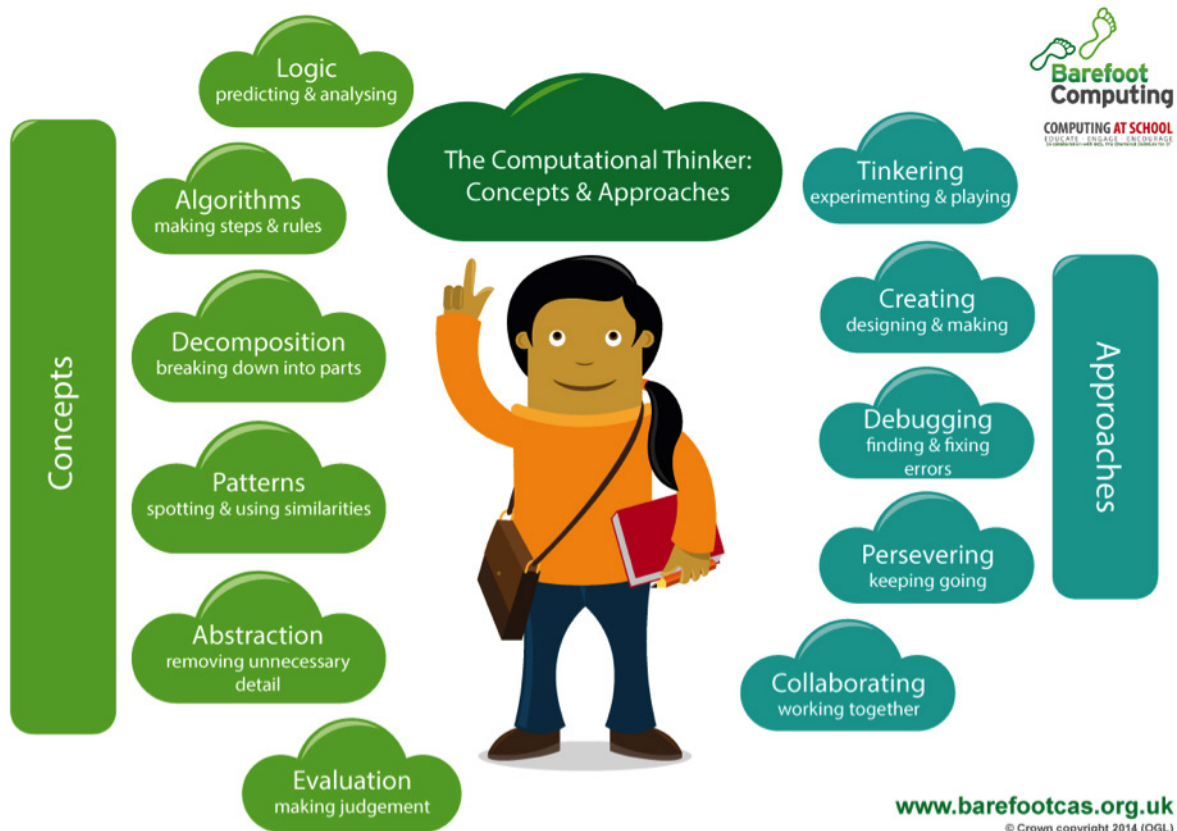 The Computational Thinker:
Concepts & Approaches
Concepts
Logic
predicting & analysing
Algorithms
making steps & rules
Decomposition
breaking down into parts
Patterns
spotting & using similarities
Abstraction
removing unnecessary
detail
Evaluation
making judgement
Approaches
Tinkering
experimenting & playing
Creating
designing & making
Debugging
finding & fixing
errors
Persevering
keeping going
Collaborating
working together
Barefoot
Computing
COMPUTING AT SCHOOL
EDUCATE · ENGAGE · ENCOURAGE
www.barefootcas.org.uk
© Crown copyright 2014 (OGL)